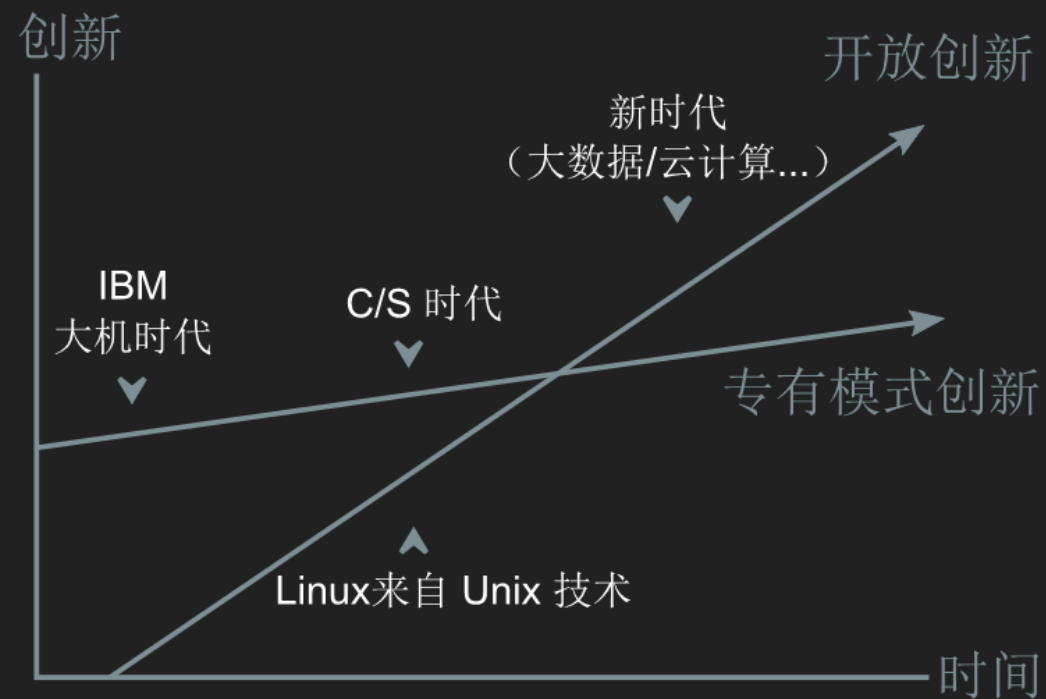 创新
开放创新
新时代
（大数据/云计算...）
IBM
大机时代
C/S 时代
专有模式创新
Linux来自 Unix 技术
时间